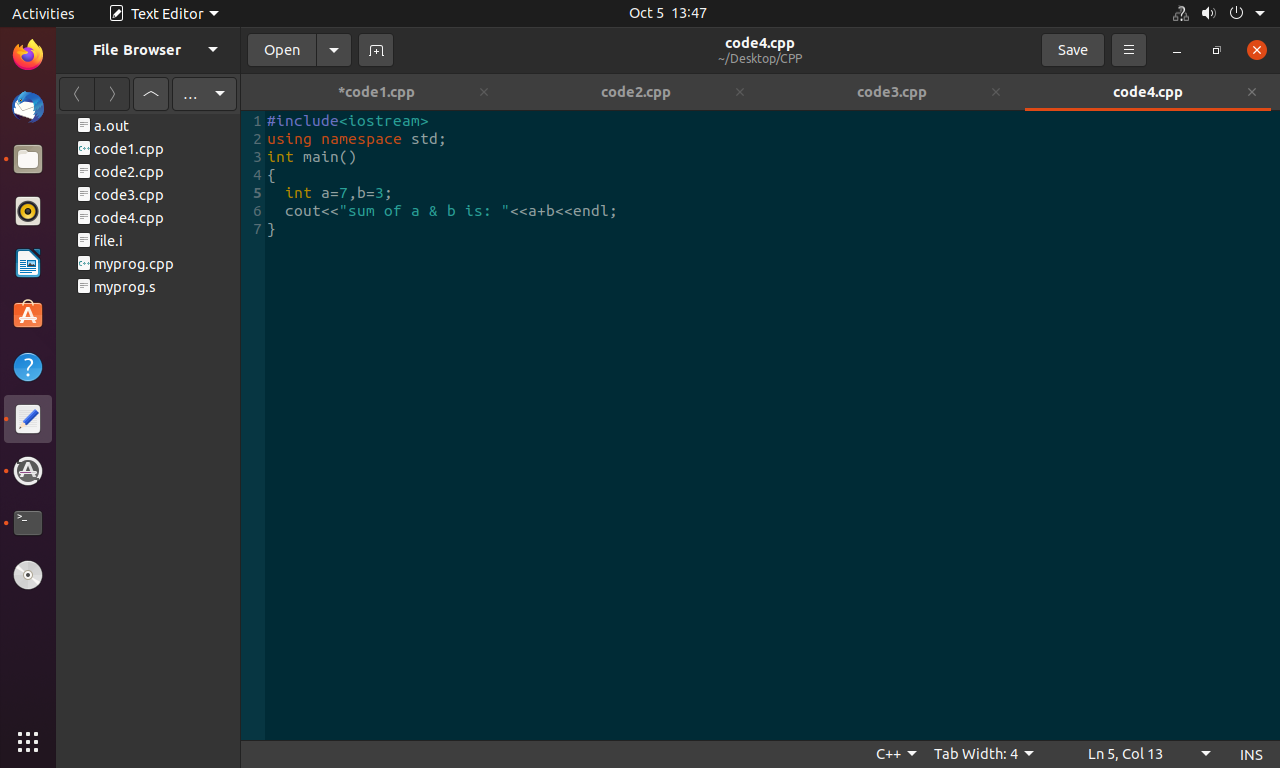 Activities Text Editor Oct 5 13:47
File Browser Open code4.cpp Save
~/Desktop/CPP
... *code1.cpp code2.cpp code3.cpp code4.cpp
a.out
code1.cpp
code2.cpp
code3.cpp
code4.cpp
file.i
myprog.cpp
myprog.s
1 #include<iostream>
2 using namespace std;
3 int main()
4 {
5   int a=7,b=3;
6   cout<<"sum of a & b is: "<<a+b<<endl;
7 }
C++ Tab Width: 4 Ln 5, Col 13 INS